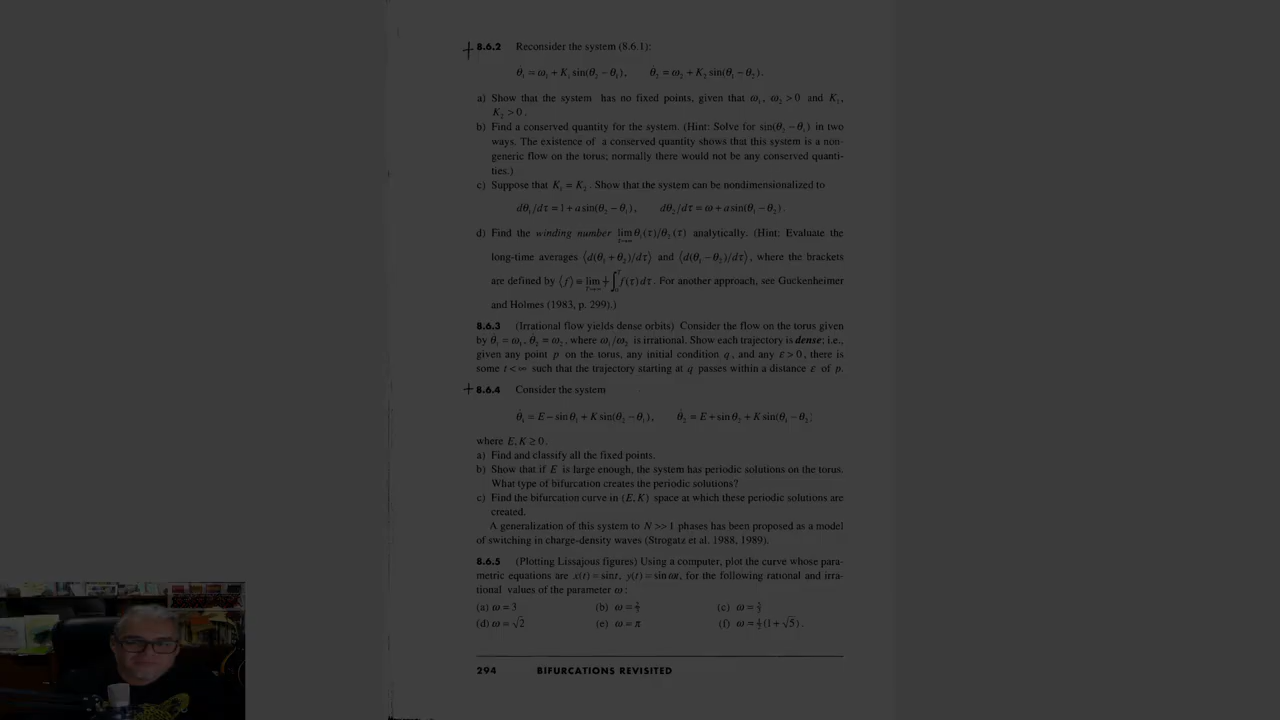 8.6.2 Reconsider the system (8.6.1):
θ̇₁ = ω₁ + K₁ sin(θ₂ − θ₁), θ̇₂ = ω₂ + K₂ sin(θ₁ − θ₂).
a) Show that the system has no fixed points, given that ω₁, ω₂ > 0 and K₁,
K₂ > 0.
b) Find a conserved quantity for the system. (Hint: Solve for sin(θ₂ − θ₁) in two
ways. The existence of a conserved quantity shows that this system is a non-
generic flow on the torus; normally there would not be any conserved quanti-
ties.)
c) Suppose that K₁ = K₂. Show that the system can be nondimensionalized to
dθ₁/dτ = 1 + a sin(θ₂ − θ₁), dθ₂/dτ = ω + a sin(θ₁ − θ₂).
d) Find the winding number lim τ→∞ θ₁(τ)/θ₂(τ) analytically. (Hint: Evaluate the
long-time averages ⟨d(θ₁ + θ₂)/dτ⟩ and ⟨d(θ₁ − θ₂)/dτ⟩, where the brackets
are defined by ⟨f⟩ ≡ lim T→∞ 1/T ∫₀ᵀ f(τ)dτ. For another approach, see Guckenheimer
and Holmes (1983, p. 299).)
8.6.3 (Irrational flow yields dense orbits) Consider the flow on the torus given
by θ̇₁ = ω₁, θ̇₂ = ω₂, where ω₁/ω₂ is irrational. Show each trajectory is dense; i.e.,
given any point p on the torus, any initial condition q, and any ε > 0, there is
some t < ∞ such that the trajectory starting at q passes within a distance ε of p.
8.6.4 Consider the system
θ̇₁ = E − sin θ₁ + K sin(θ₂ − θ₁), θ̇₂ = E + sin θ₂ + K sin(θ₁ − θ₂;
where E, K ≥ 0.
a) Find and classify all the fixed points.
b) Show that if E is large enough, the system has periodic solutions on the torus.
What type of bifurcation creates the periodic solutions?
c) Find the bifurcation curve in (E, K) space at which these periodic solutions are
created.
A generalization of this system to N >> 1 phases has been proposed as a model
of switching in charge-density waves (Strogatz et al. 1988, 1989).
8.6.5 (Plotting Lissajous figures) Using a computer, plot the curve whose para-
metric equations are x(t) = sin t, y(t) = sin ωt, for the following rational and irra-
tional values of the parameter ω:
(a) ω = 3 (b) ω = (c) ω =
(d) ω = √2 (e) ω = π (f) ω = ½(1 + √5).
294 BIFURCATIONS REVISITED